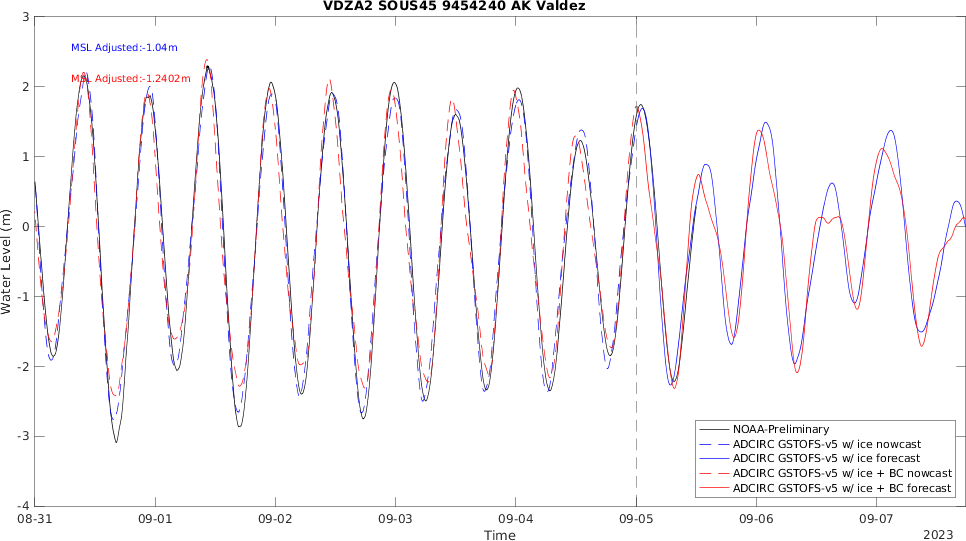 VDZA2 SOUS45 9454240 AK Valdez
MSL Adjusted:-1.04m
MSL Adjusted:-1.2402m
3
2
1
0
-1
-2
-3
-4
Water Level (m)
08-31
09-01
09-02
09-03
09-04
09-05
09-06
09-07
Time
2023
NOAA-Preliminary
ADCIRC GSTOFS-v5 w/ ice nowcast
ADCIRC GSTOFS-v5 w/ ice forecast
ADCIRC GSTOFS-v5 w/ ice + BC nowcast
ADCIRC GSTOFS-v5 w/ ice + BC forecast